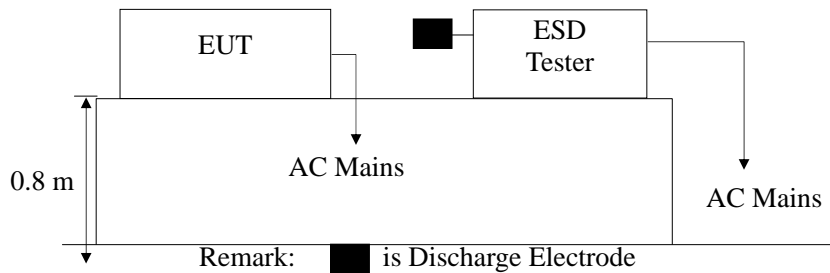 EUT
ESD
Tester
AC Mains
0.8 m
AC Mains
Remark: is Discharge Electrode